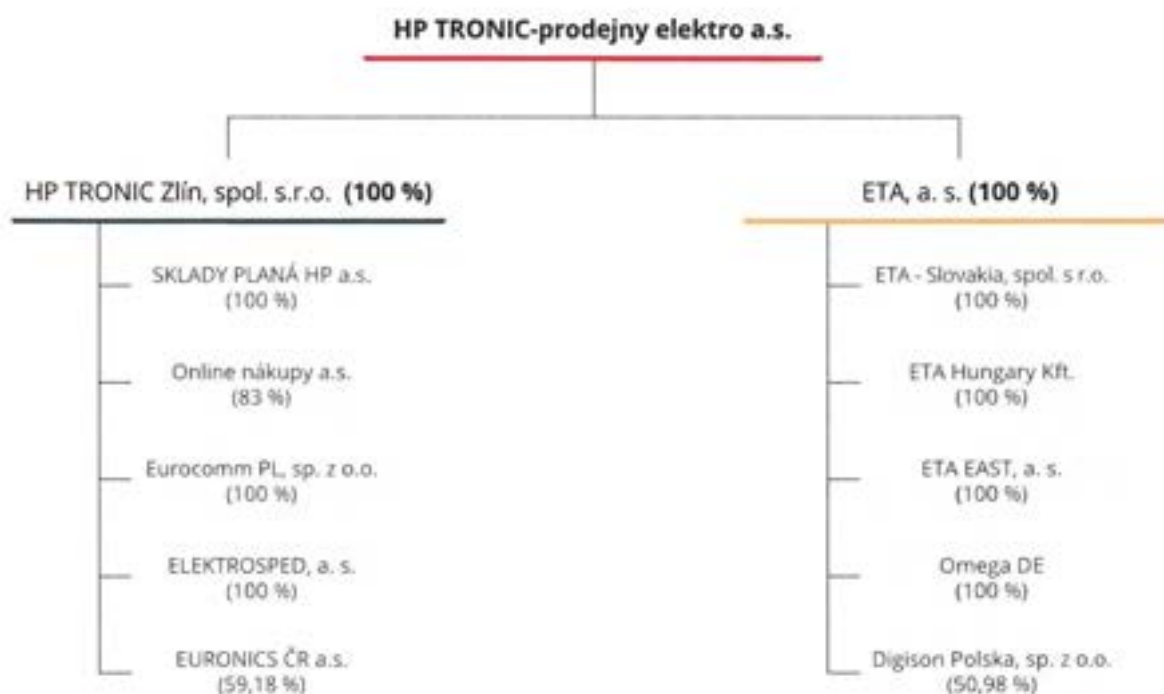 HP TRONIC-prodejny elektro a.s.
HP TRONIC Zlín, spol. s.r.o. (100 %)
SKLADY PLANÁ HP a.s.
(100 %)
Online nákupy a.s.
(83 %)
Eurocomm PL, sp. z o.o.
(100 %)
ELEKTROSPED, a. s.
(100 %)
EURONICS ČR a.s.
(59,18 %)
ETA, a. s. (100 %)
ETA - Slovakia, spol. s r.o.
(100 %)
ETA Hungary Kft.
(100 %)
ETA EAST, a. s.
(100 %)
Omega DE
(100 %)
Digison Polska, sp. z o.o.
(50,98 %)